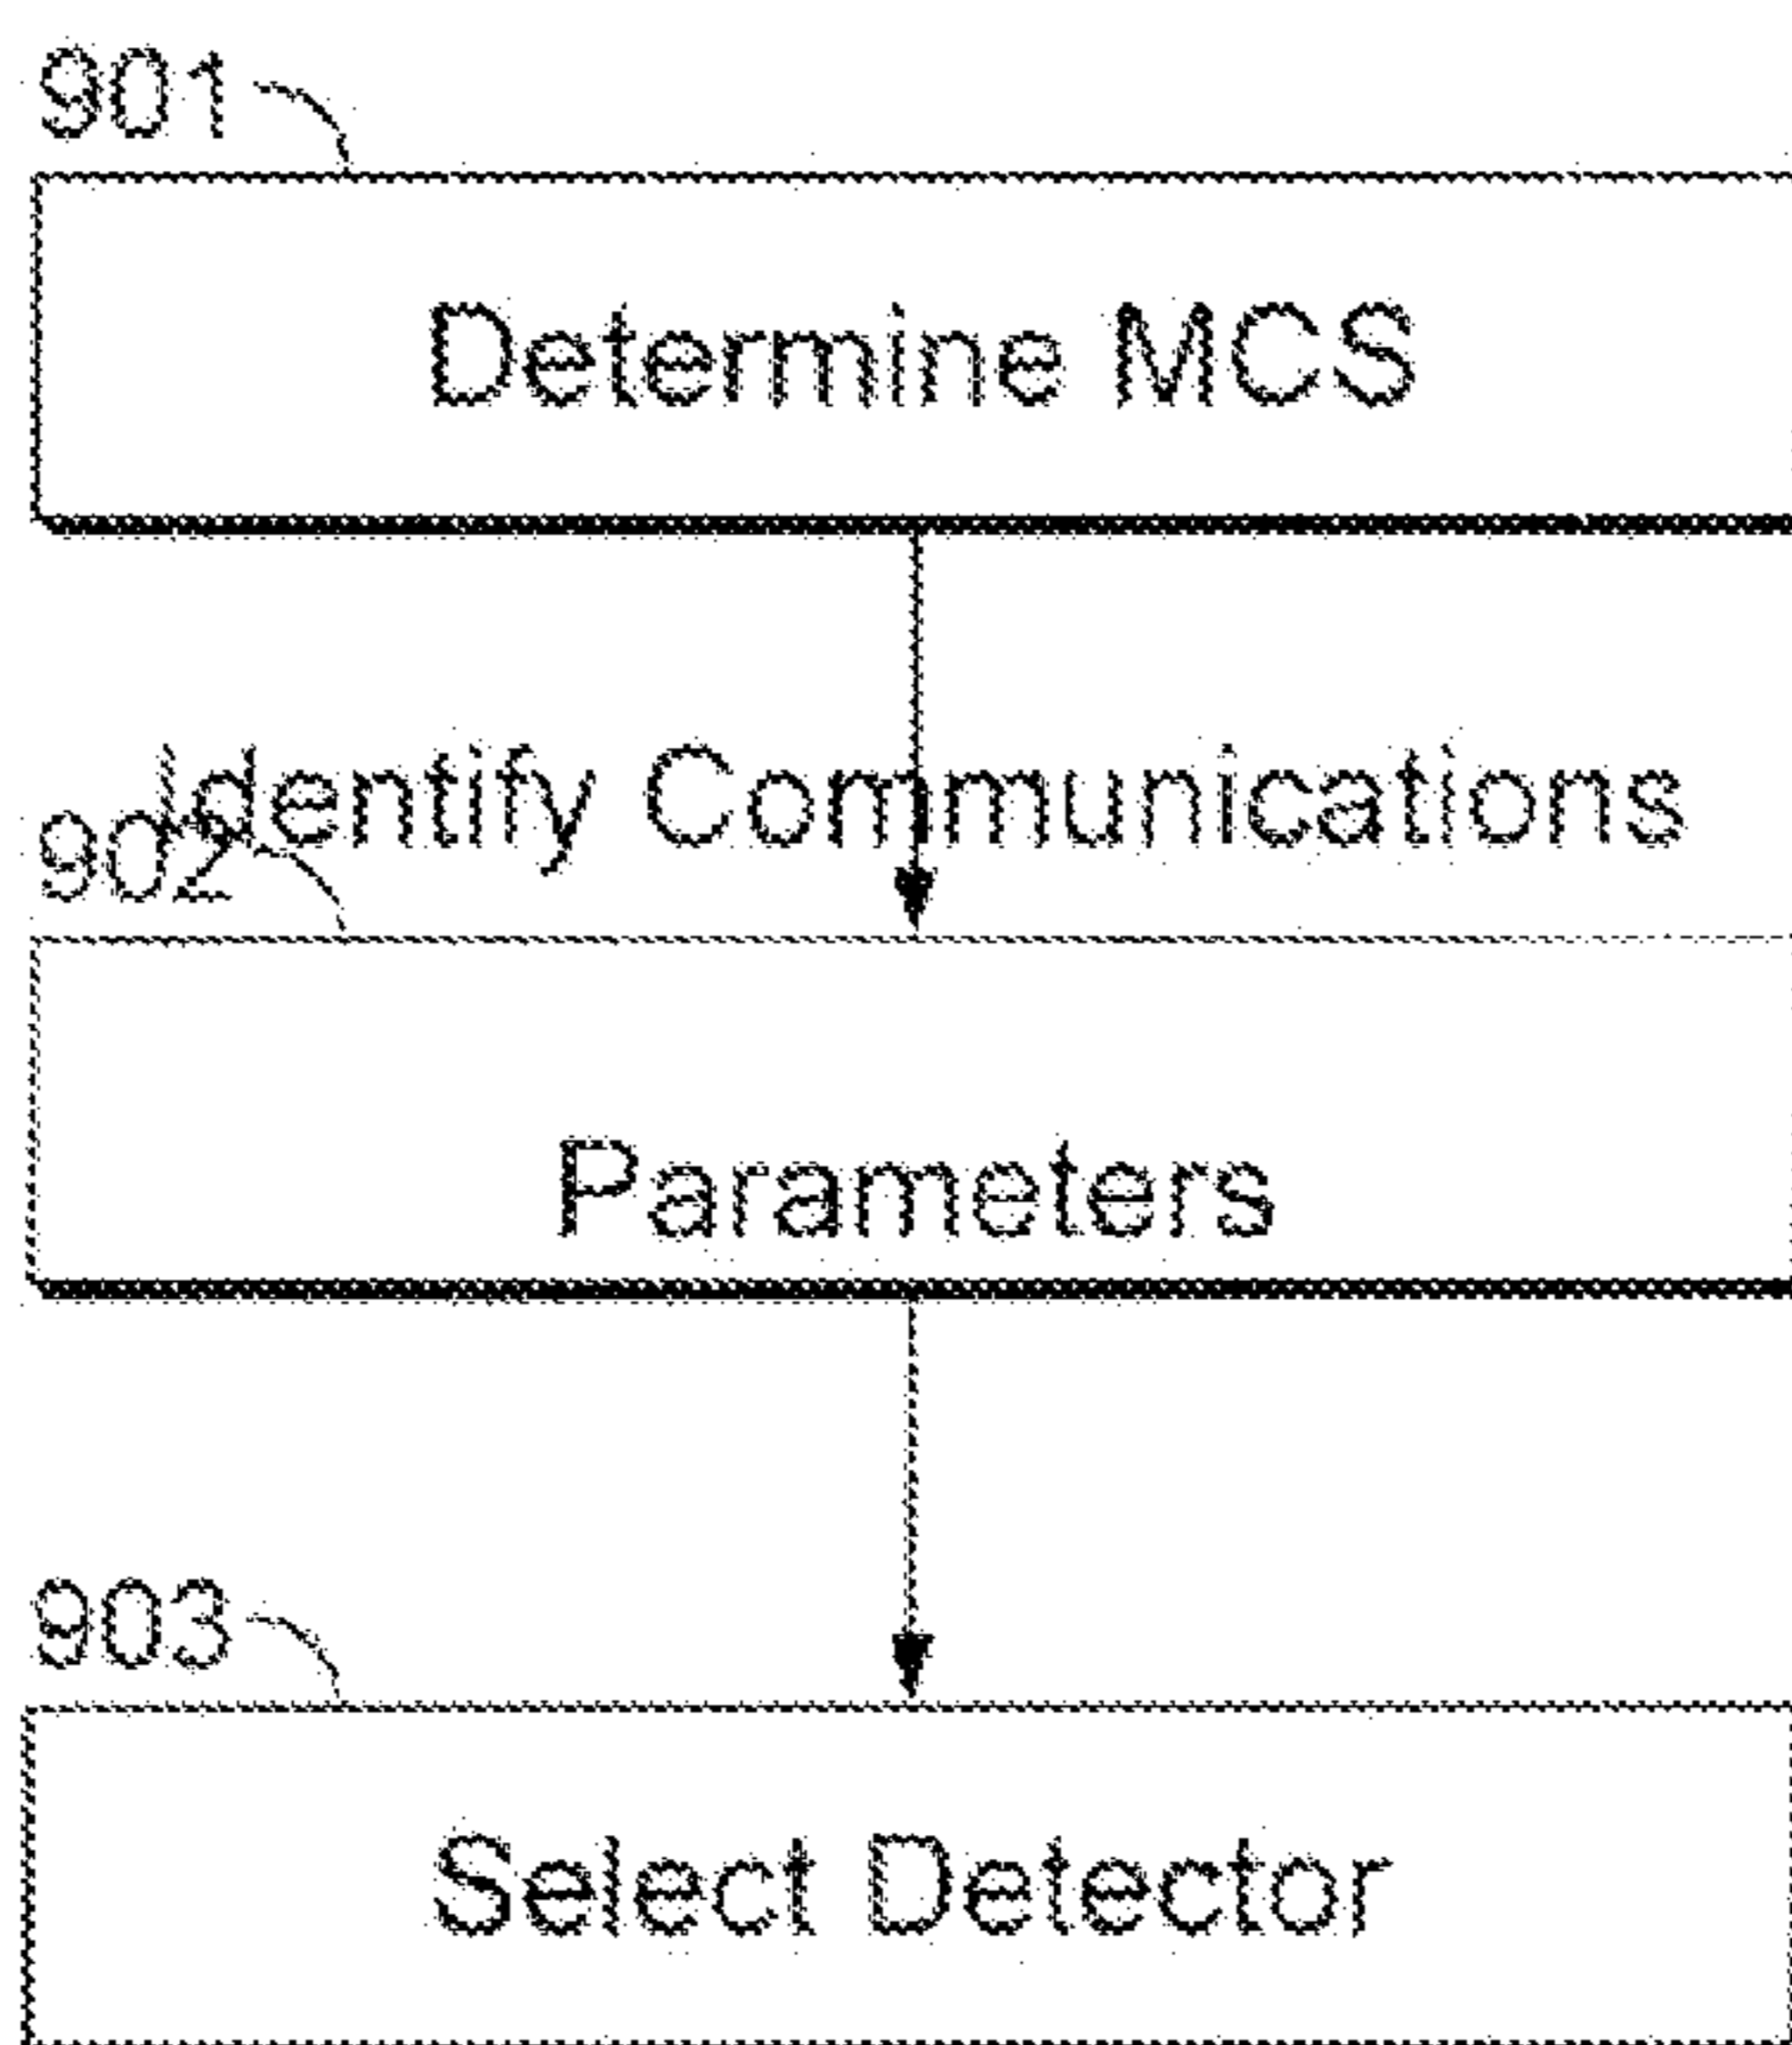 901
Determine MCS
Identify Communications
902
Parameters
903
Select Detector